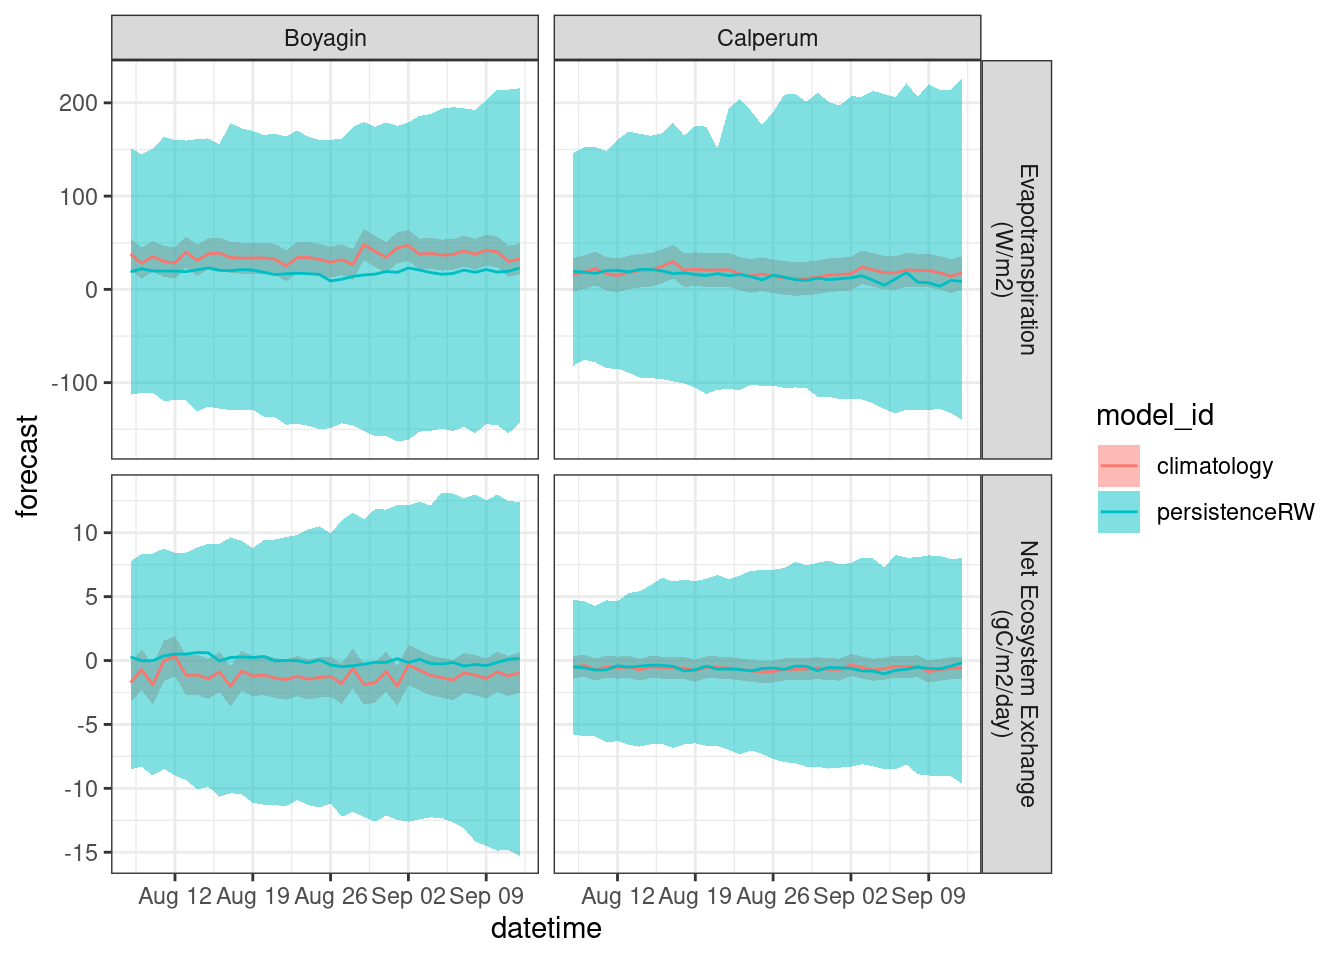 Boyagin
Calperum
200
100
0
-100
Evapotranspiration
(W/m2)
forecast
10
5
0
-5
-10
-15
Net Ecosystem Exchange
(gC/m2/day)
Aug 12 Aug 19 Aug 26 Sep 02 Sep 09
Aug 12 Aug 19 Aug 26 Sep 02 Sep 09
datetime
model_id
climatology
persistenceRW